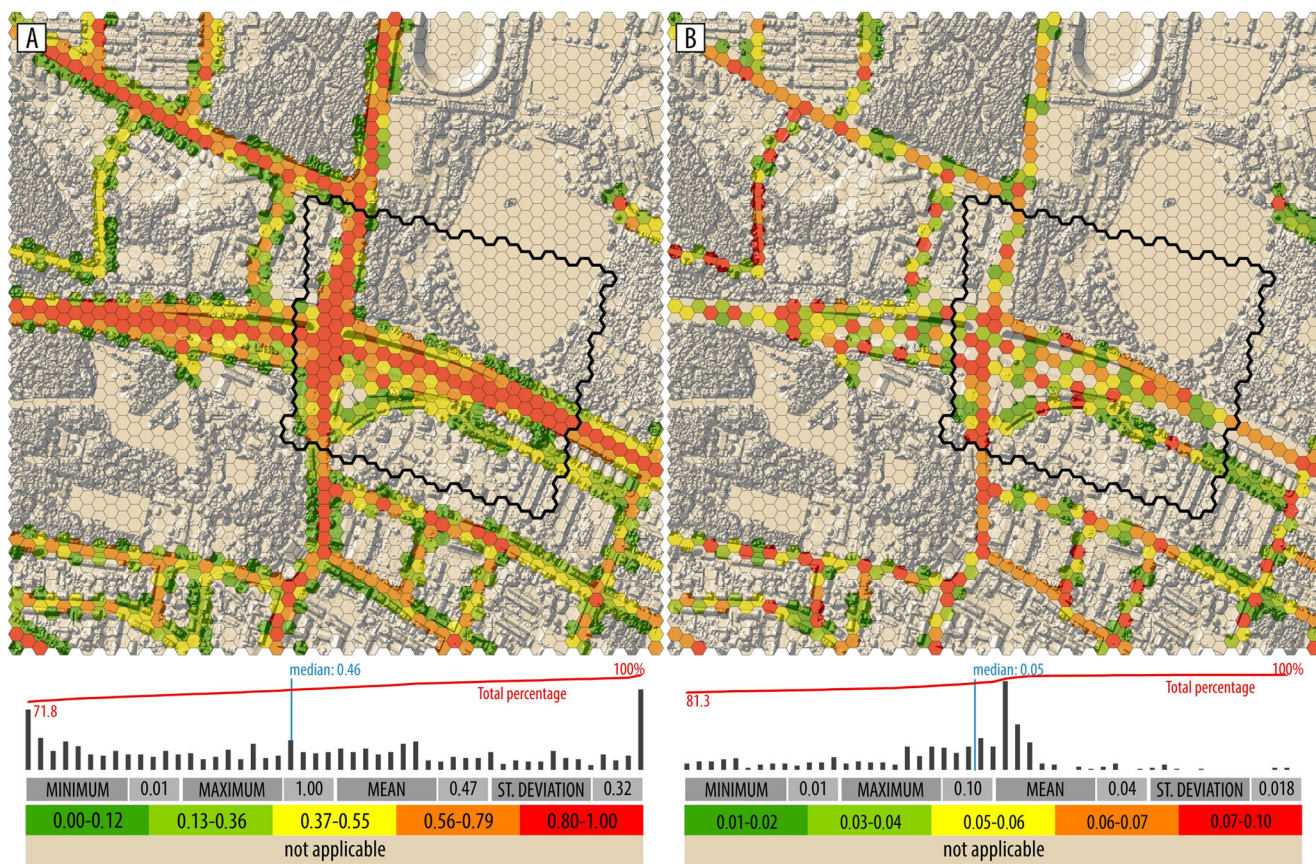 A
B
median: 0.46
100%
Total percentage
71.8
MINIMUM 0.01 MAXIMUM 1.00 MEAN 0.47 ST. DEVIATION 0.32
0.00-0.12 0.13-0.36 0.37-0.55 0.56-0.79 0.80-1.00
not applicable
median: 0.05
100%
Total percentage
81.3
MINIMUM 0.01 MAXIMUM 0.10 MEAN 0.04 ST. DEVIATION 0.018
0.01-0.02 0.03-0.04 0.05-0.06 0.06-0.07 0.07-0.10
not applicable